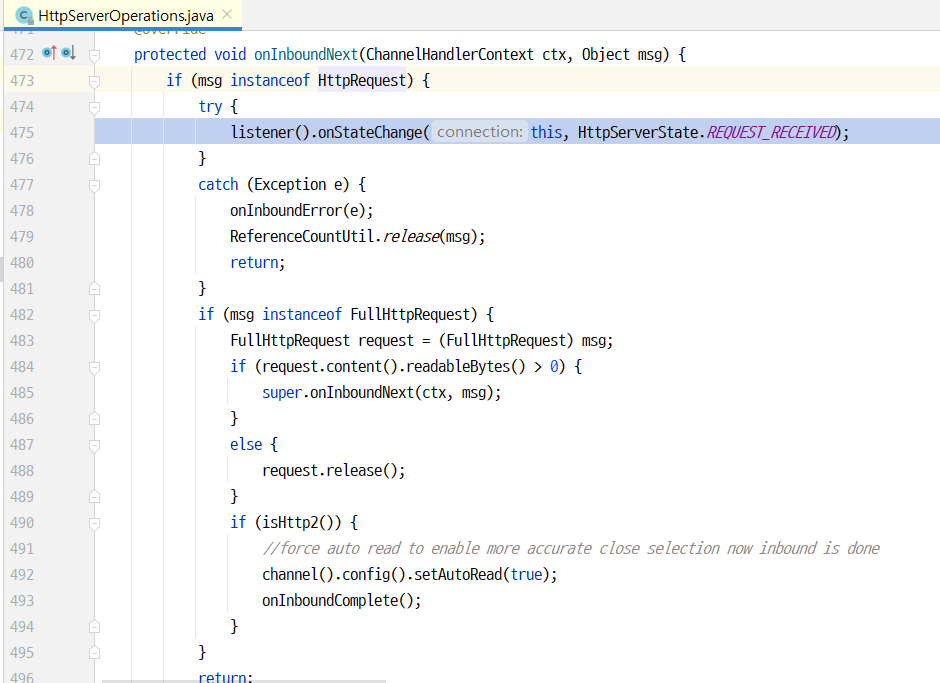 HttpServerOperations.java
471 @Override
472 protected void onInboundNext(ChannelHandlerContext ctx, Object msg) {
473 if (msg instanceof HttpRequest) {
474 try {
475 listener().onStateChange( connection: this, HttpServerState.REQUEST_RECEIVED);
476 }
477 catch (Exception e) {
478 onInboundError(e);
479 ReferenceCountUtil.release(msg);
480 return;
481 }
482 if (msg instanceof FullHttpRequest) {
483 FullHttpRequest request = (FullHttpRequest) msg;
484 if (request.content().readableBytes() > 0) {
485 super.onInboundNext(ctx, msg);
486 }
487 else {
488 request.release();
489 }
490 if (isHttp2()) {
491 //force auto read to enable more accurate close selection now inbound is done
492 channel().config().setAutoRead(true);
493 onInboundComplete();
494 }
495 }
496 return;